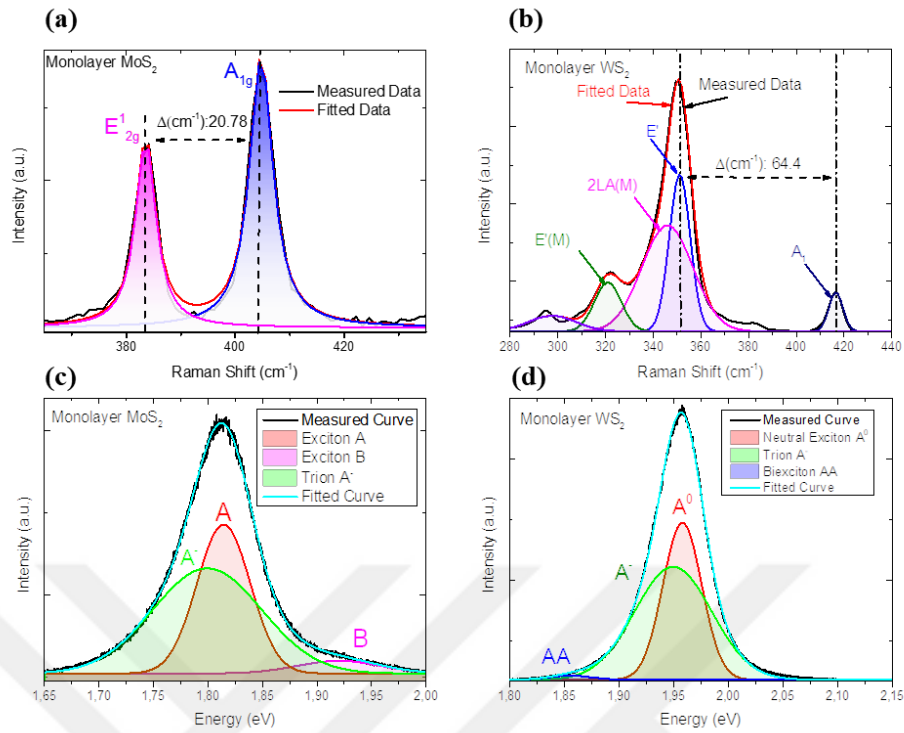 (a)
Monolayer MoS₂
A₁g
Measured Data
Fitted Data
E¹₂g
Δ(cm⁻¹):20.78
Intensity (a.u.)
380 400 420
Raman Shift (cm⁻¹)
(b)
Monolayer WS₂
Fitted Data
Measured Data
E'
Δ(cm⁻¹): 64.4
2LA(M)
E'(M)
A₁
Intensity (a.u.)
280 300 320 340 360 380 400 420 440
Raman Shift (cm⁻¹)
(c)
Monolayer MoS₂
Measured Curve
Exciton A
Exciton B
Trion A⁻
Fitted Curve
A
A⁻
B
Intensity (a.u.)
1,65 1,70 1,75 1,80 1,85 1,90 1,95 2,00
Energy (eV)
(d)
Monolayer WS₂
Measured Curve
Neutral Exciton A⁰
Trion A⁻
Biexciton AA
Fitted Curve
A⁰
A⁻
AA
Intensity (a.u.)
1,80 1,85 1,90 1,95 2,00 2,05 2,10 2,15
Energy (eV)